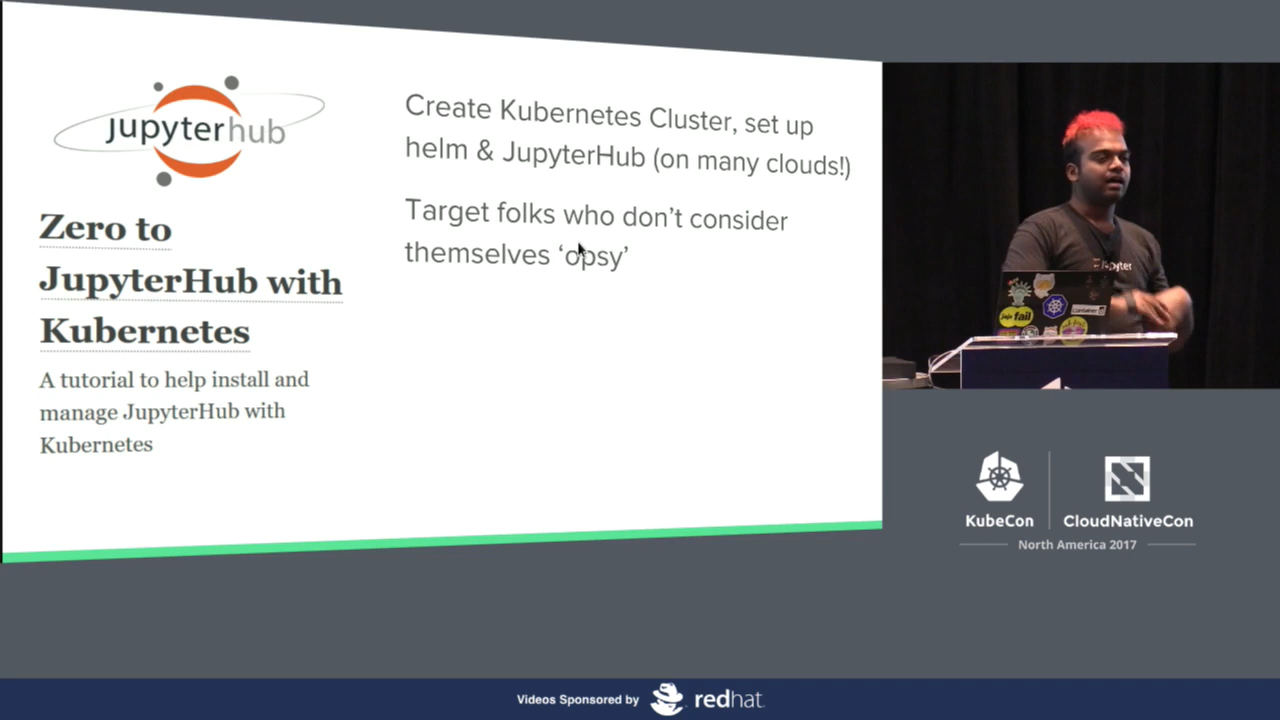 jupyterhub
Zero to
JupyterHub with
Kubernetes
A tutorial to help install and
manage JupyterHub with
Kubernetes
Create Kubernetes Cluster, set up
helm & JupyterHub (on many clouds!)
Target folks who don’t consider
themselves ‘opsy’
jupyter
fail
KubeCon
CloudNativeCon
North America 2017
Videos Sponsored by
redhat